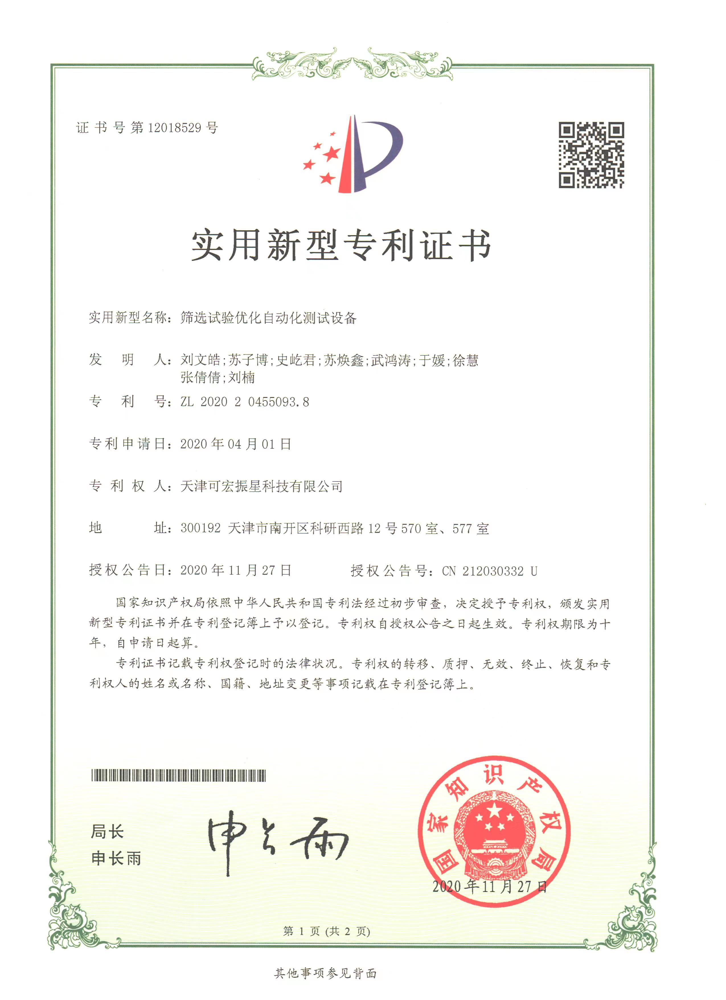 证书号第12018529号
实用新型专利证书
实用新型名称：筛选试验优化自动化测试设备
发明人：刘文皓;苏子博;史屹君;苏焕鑫;武鸿涛;于媛;徐慧
张倩倩;刘楠
专利号：ZL 2020 2 0455093.8
专利申请日：2020年04月01日
专利权人：天津可宏振星科技有限公司
地址：300192 天津市南开区科研西路12号570室、577室
授权公告日：2020年11月27日 授权公告号：CN 212030332 U
国家知识产权局依照中华人民共和国专利法经过初步审查，决定授予专利权，颁发实用
新型专利证书并在专利登记簿上予以登记。专利权自授权公告之日起生效。专利权期限为十
年，自申请日起算。
专利证书记载专利权登记时的法律状况。专利权的转移、质押、无效、终止、恢复和专
利权人的姓名或名称、国籍、地址变更等事项记载在专利登记簿上。
局长
申长雨
申长雨
国家知识产权局
2020年11月27日
第 1 页 (共 2 页)
其他事项参见背面